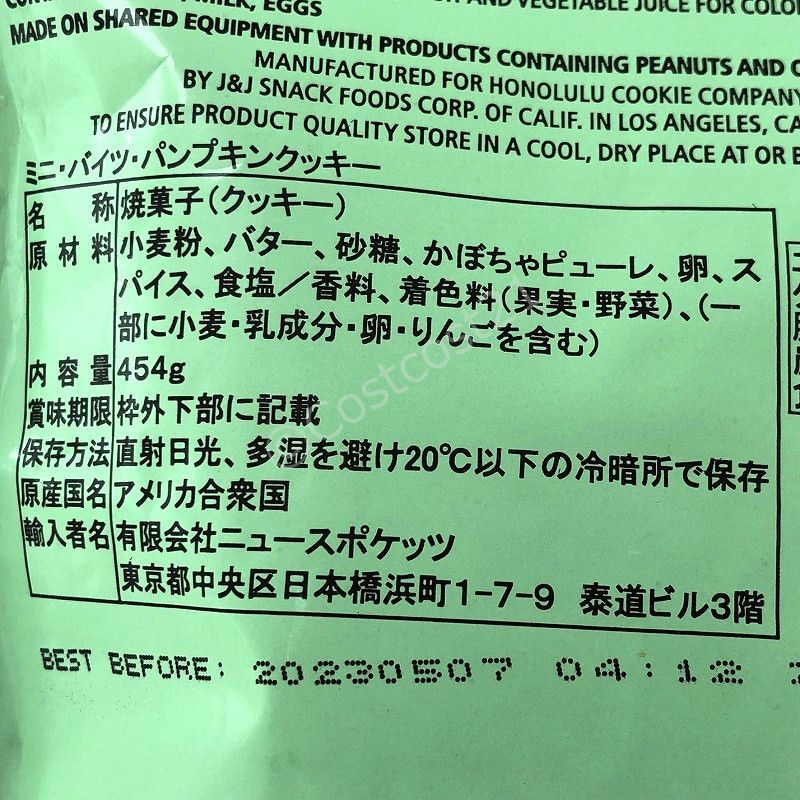 MILK, EGGS
AND VEGETABLE JUICE FOR
MADE ON SHARED EQUIPMENT WITH PRODUCTS CONTAINING PEANUTS AND
MANUFACTURED FOR HONOLULU COOKIE COMPANY
BY J&J SNACK FOODS CORP. OF CALIF. IN LOS ANGELES, CA
TO ENSURE PRODUCT QUALITY STORE IN A COOL, DRY PLACE AT OR
ミニ・バイツ・パンプキンクッキー
名称 焼菓子(クッキー)
原材料 小麦粉、バター、砂糖、かぼちゃピューレ、卵、ス
パイス、食塩/香料、着色料(果実・野菜)、(一
部に小麦・乳成分・卵・りんごを含む)
内容量 454g
賞味期限 枠外下部に記載
保存方法 直射日光、多湿を避け20℃以下の冷暗所で保存
原産国名 アメリカ合衆国
輸入者名 有限会社ニュースポケッツ
東京都中央区日本橋浜町1-7-9 泰道ビル3階
BEST BEFORE: 20230507 04:12